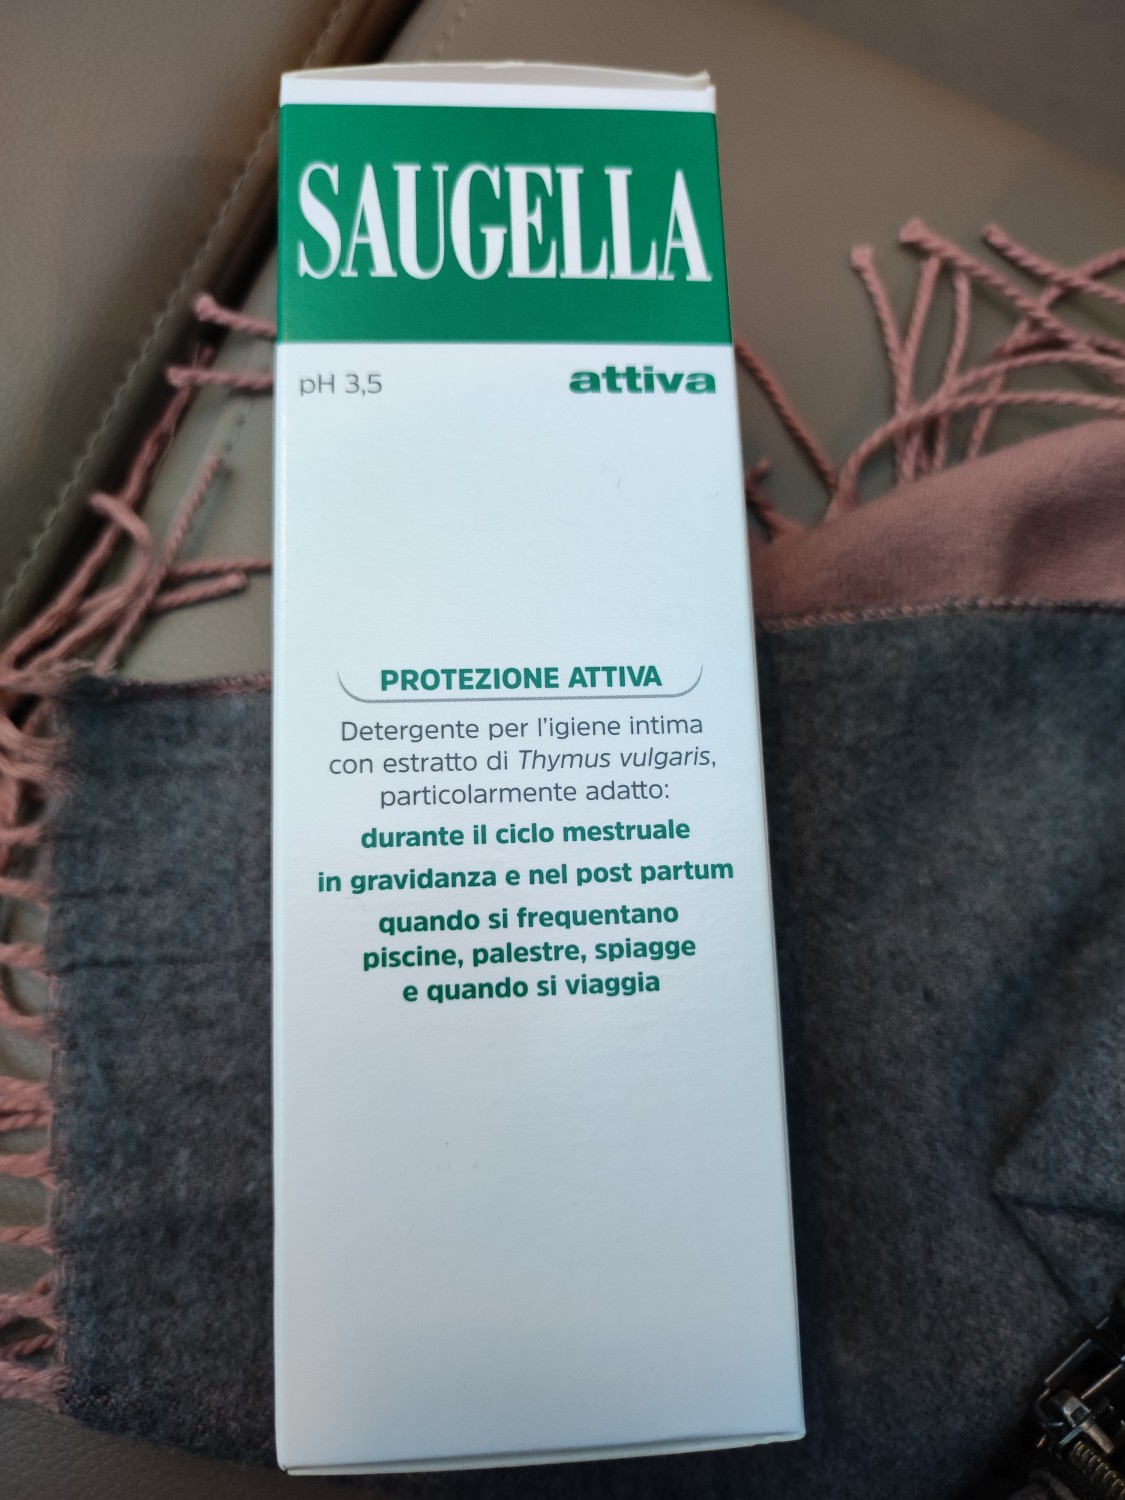 SAUGELLA
pH 3,5 attiva
PROTEZIONE ATTIVA
Detergente per l'igiene intima
con estratto di Thymus vulgaris,
particolarmente adatto:
durante il ciclo mestruale
in gravidanza e nel post partum
quando si frequentano
piscine, palestre, spiagge
e quando si viaggia